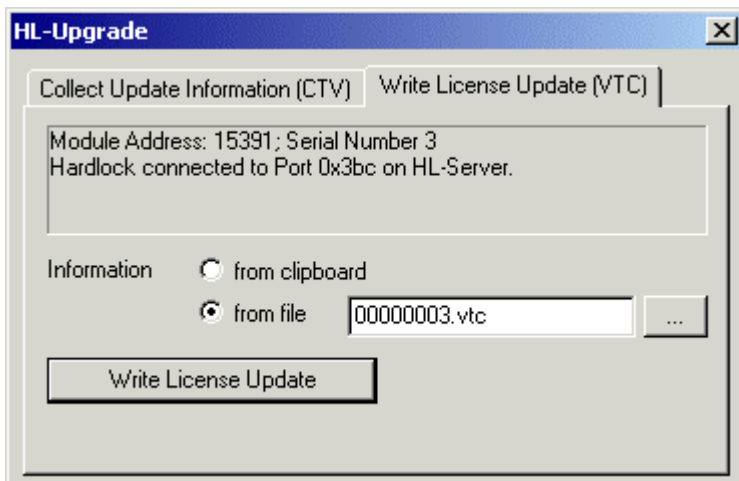 HL-Upgrade
Collect Update Information (CTV) Write License Update (VTC)
Module Address: 15391; Serial Number 3
Hardlock connected to Port 0x3bc on HL-Server.
Information from clipboard
from file 00000003.vtc ...
Write License Update